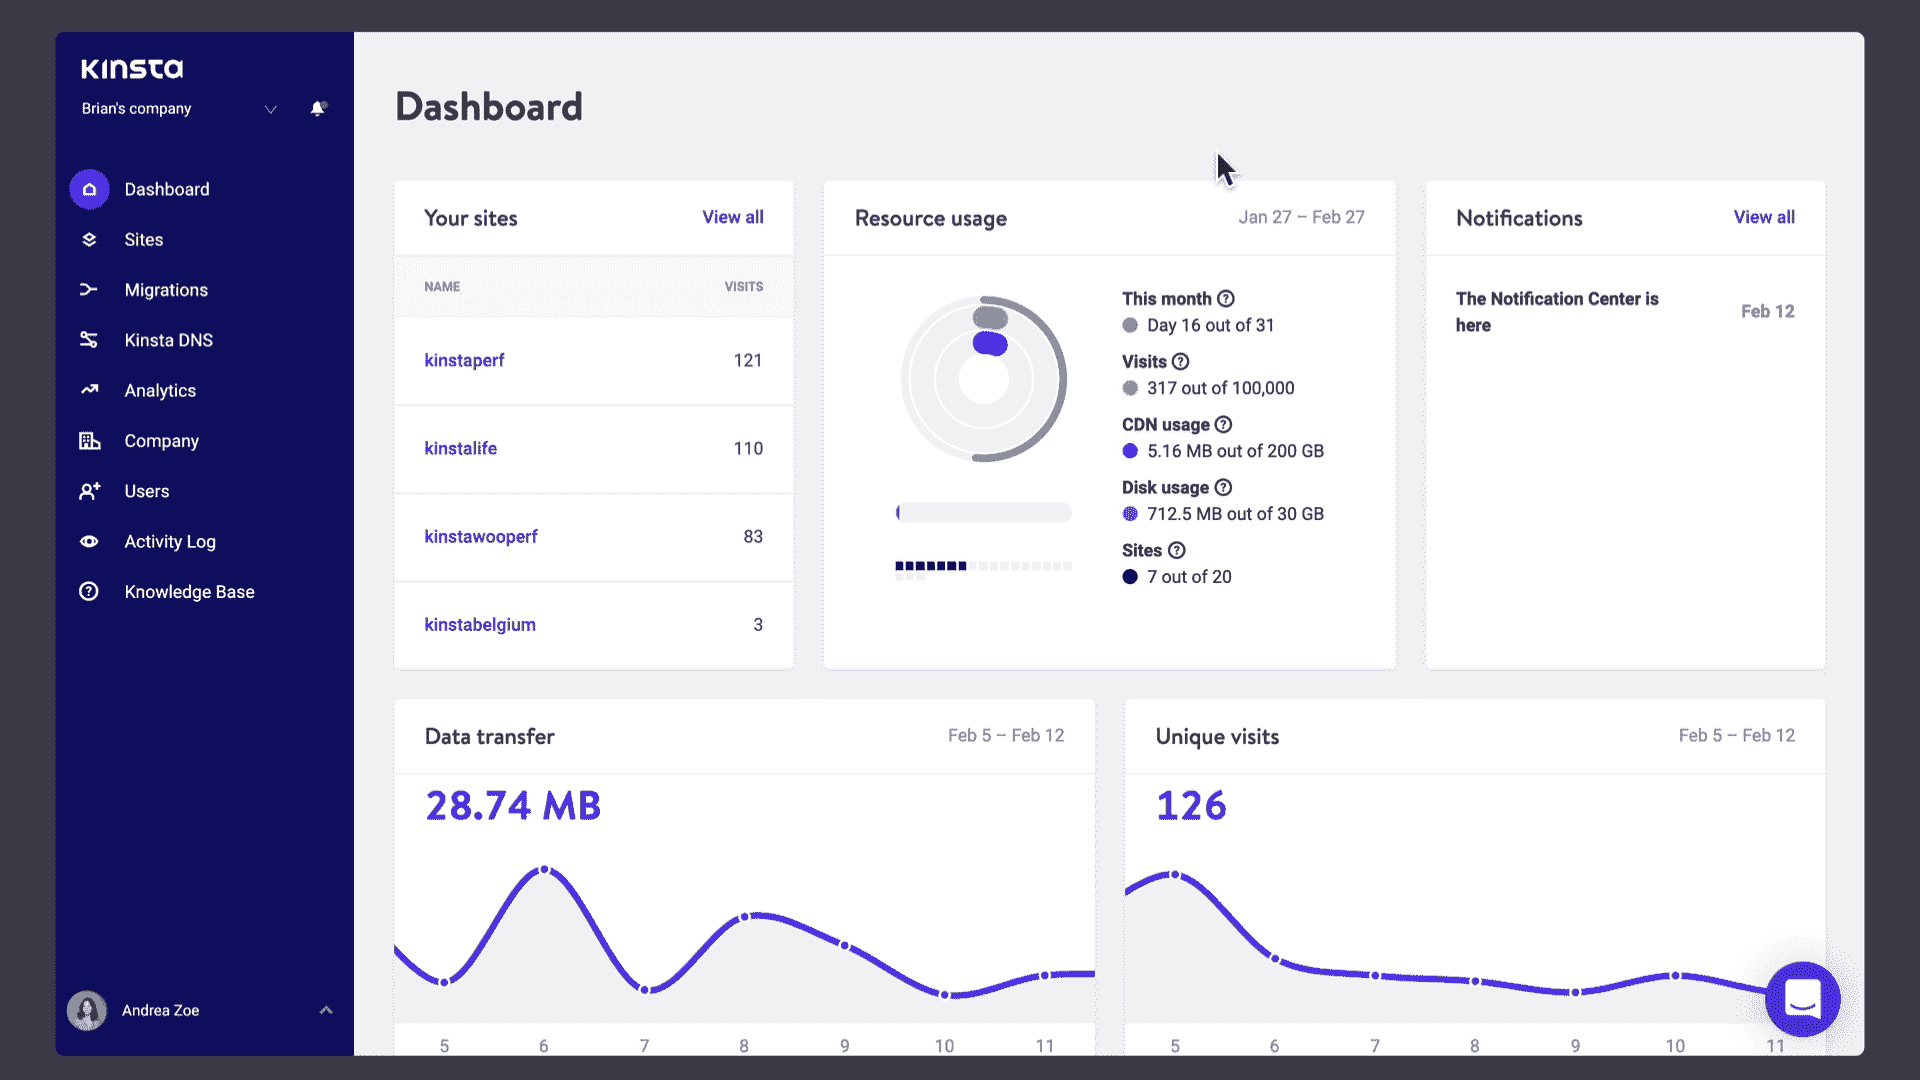 Kinsta
Brian's company
Dashboard
Sites
Migrations
Kinsta DNS
Analytics
Company
Users
Activity Log
Knowledge Base
Andrea Zoe
Dashboard
Your sites View all
NAME VISITS
kinstaperf 121
kinstalife 110
kinstawooperf 83
kinstabelgium 3
Resource usage Jan 27 – Feb 27
This month ?
Day 16 out of 31
Visits ?
317 out of 100,000
CDN usage ?
5.16 MB out of 200 GB
Disk usage ?
712.5 MB out of 30 GB
Sites ?
7 out of 20
Notifications View all
The Notification Center is
here
Feb 12
Data transfer Feb 5 – Feb 12
28.74 MB
5 6 7 8 9 10 11
Unique visits Feb 5 – Feb 12
126
5 6 7 8 9 10 11